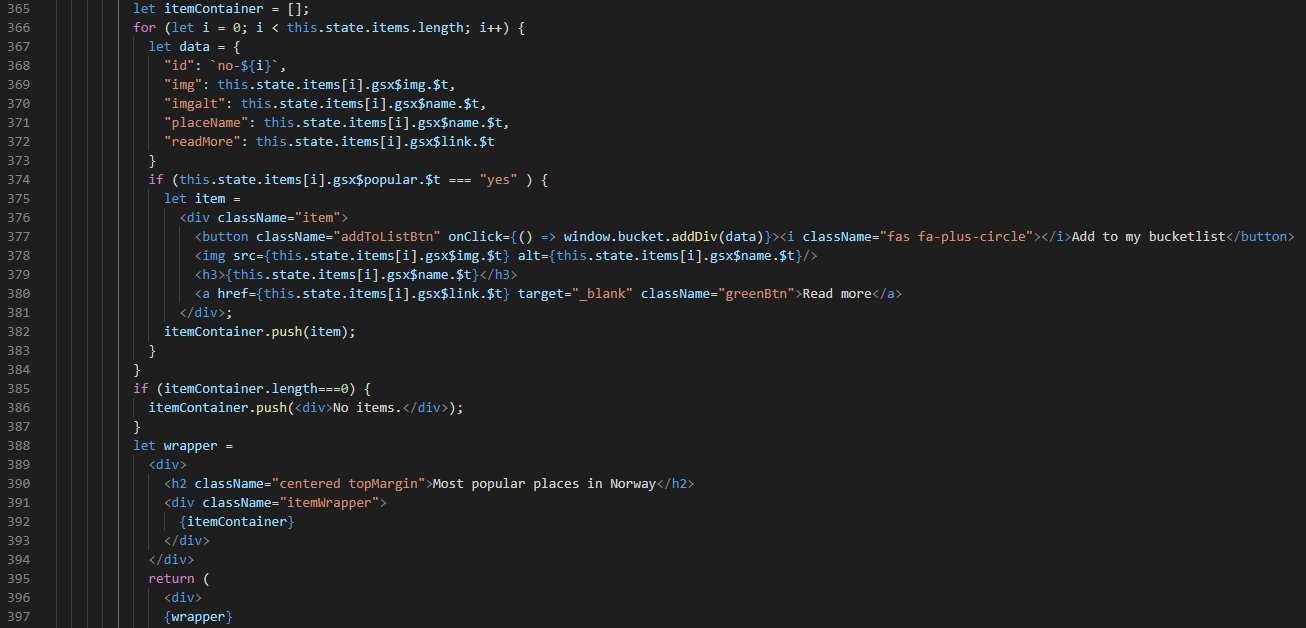 365 let itemContainer = [];
366 for (let i = 0; i < this.state.items.length; i++) {
367 let data = {
368 "id": `no-${i}`,
369 "img": this.state.items[i].gsx$img.$t,
370 "imgalt": this.state.items[i].gsx$name.$t,
371 "placeName": this.state.items[i].gsx$name.$t,
372 "readMore": this.state.items[i].gsx$link.$t
373 }
374 if (this.state.items[i].gsx$popular.$t === "yes" ) {
375 let item =
376 <div className="item">
377 <button className="addToListBtn" onClick={() => window.bucket.addDiv(data)}><i className="fas fa-plus-circle"></i>Add to my bucketlist</button>
378 <img src={this.state.items[i].gsx$img.$t} alt={this.state.items[i].gsx$name.$t}/>
379 <h3>{this.state.items[i].gsx$name.$t}</h3>
380 <a href={this.state.items[i].gsx$link.$t} target="_blank" className="greenBtn">Read more</a>
381 </div>;
382 itemContainer.push(item);
383 }
384 }
385 if (itemContainer.length===0) {
386 itemContainer.push(<div>No items.</div>);
387 }
388 let wrapper =
389 <div>
390 <h2 className="centered topMargin">Most popular places in Norway</h2>
391 <div className="itemWrapper">
392 {itemContainer}
393 </div>
394 </div>
395 return (
396 <div>
397 {wrapper}